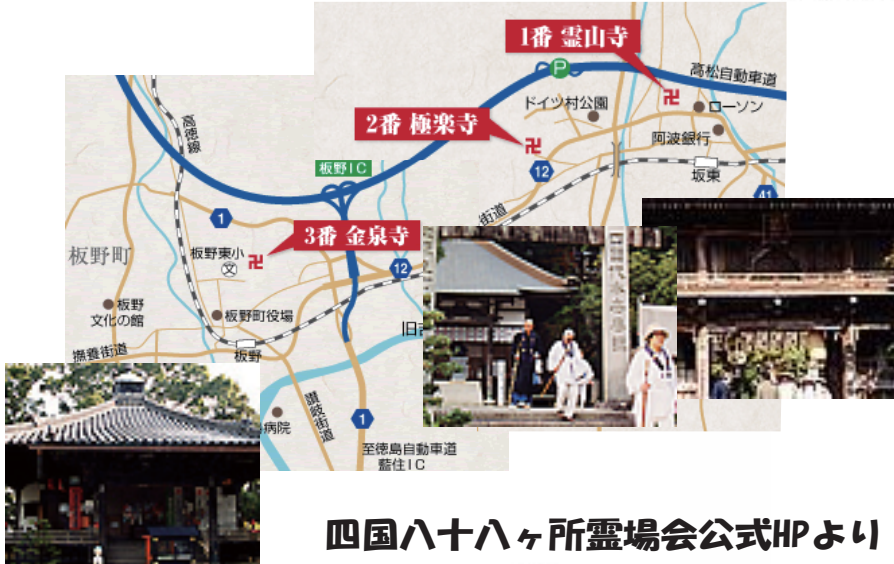 1番 霊山寺
高松自動車道
P
ドイツ村公園
ローソン
2番 極楽寺
阿波銀行
高徳線
板野IC
12
坂東
41
1
街道
3番 金泉寺
板野町
板野東小
文
12
板野
文化の館
板野町役場
旧吉
撫養街道
板野
讃岐街道
病院
1
至徳島自動車道
藍住IC
四国八十八ヶ所霊場会公式HPより